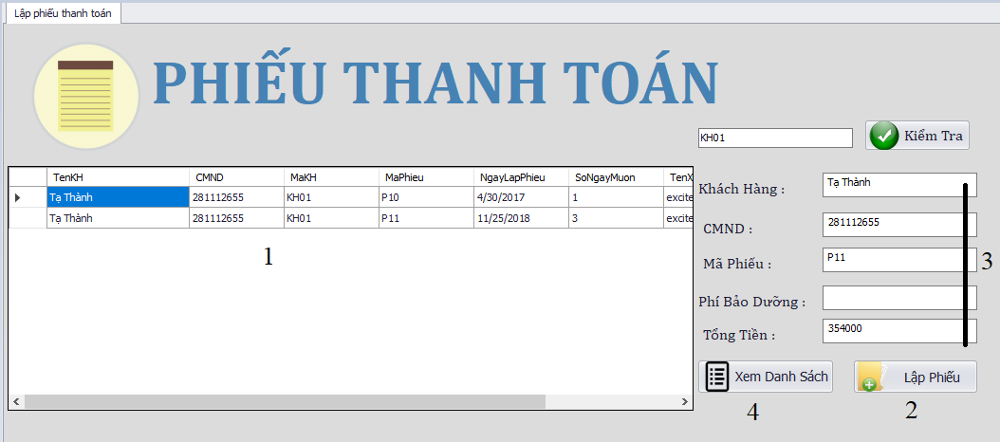 Lập phiếu thanh toán
PHIẾU THANH TOÁN
KH01 Kiểm Tra
TenKH CMND MaKH MaPhieu NgayLapPhieu SoNgayMuon TenX
Tạ Thành 281112655 KH01 P10 4/30/2017 1 excite
Tạ Thành 281112655 KH01 P11 11/25/2018 3 excite
1
Khách Hàng : Tạ Thành
CMND : 281112655
Mã Phiếu : P11
3
Phí Bảo Dưỡng :
Tổng Tiền : 354000
Xem Danh Sách Lập Phiếu
4 2